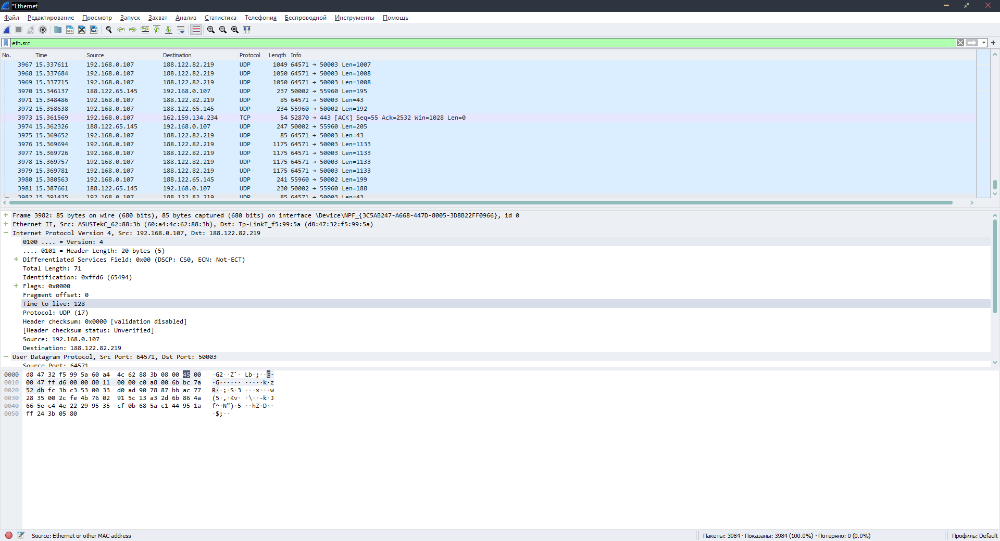 *Ethernet
Файл Редактирование Просмотр Запуск Захват Анализ Статистика Телефония Беспроводной Инструменты Помощь
eth.src
No. Time Source Destination Protocol Length Info
3967 15.337611 192.168.0.107 188.122.82.219 UDP 1049 64571 → 50003 Len=1007
3968 15.337684 192.168.0.107 188.122.82.219 UDP 1050 64571 → 50003 Len=1008
3969 15.337715 192.168.0.107 188.122.82.219 UDP 1050 64571 → 50003 Len=1008
3970 15.346137 188.122.65.145 192.168.0.107 UDP 237 50002 → 55960 Len=195
3971 15.348486 192.168.0.107 188.122.82.219 UDP 85 64571 → 50003 Len=43
3972 15.358638 192.168.0.107 188.122.65.145 UDP 234 55960 → 50002 Len=192
3973 15.361569 192.168.0.107 162.159.134.234 TCP 54 52870 → 443 [ACK] Seq=55 Ack=2532 Win=1028 Len=0
3974 15.362326 188.122.65.145 192.168.0.107 UDP 247 50002 → 55960 Len=205
3975 15.369652 192.168.0.107 188.122.82.219 UDP 85 64571 → 50003 Len=43
3976 15.369694 192.168.0.107 188.122.82.219 UDP 1175 64571 → 50003 Len=1133
3977 15.369726 192.168.0.107 188.122.82.219 UDP 1175 64571 → 50003 Len=1133
3978 15.369757 192.168.0.107 188.122.82.219 UDP 1175 64571 → 50003 Len=1133
3979 15.369781 192.168.0.107 188.122.82.219 UDP 1175 64571 → 50003 Len=1133
3980 15.380563 192.168.0.107 188.122.65.145 UDP 241 55960 → 50002 Len=199
3981 15.387661 188.122.65.145 192.168.0.107 UDP 230 50002 → 55960 Len=188
3982 15.391425 192.168.0.107 188.122.82.219 UDP 85 64571 → 50003 Len=43
Frame 3982: 85 bytes on wire (680 bits), 85 bytes captured (680 bits) on interface \Device\NPF_{3C5AB247-A668-447D-8005-3D8B22FF0966}, id 0
Ethernet II, Src: ASUSTekC_62:88:3b (60:a4:4c:62:88:3b), Dst: Tp-LinkT_f5:99:5a (d8:47:32:f5:99:5a)
Internet Protocol Version 4, Src: 192.168.0.107, Dst: 188.122.82.219
0100 .... = Version: 4
.... 0101 = Header Length: 20 bytes (5)
Differentiated Services Field: 0x00 (DSCP: CS0, ECN: Not-ECT)
Total Length: 71
Identification: 0xffd6 (65494)
Flags: 0x0000
Fragment offset: 0
Time to live: 128
Protocol: UDP (17)
Header checksum: 0x0000 [validation disabled]
[Header checksum status: Unverified]
Source: 192.168.0.107
Destination: 188.122.82.219
User Datagram Protocol, Src Port: 64571, Dst Port: 50003
Source Port: 64571
0000 d8 47 32 f5 99 5a 60 a4 4c 62 88 3b 08 00 45 00 ·G2··Z`· Lb·;··E·
0010 00 47 ff d6 00 00 80 11 00 00 c0 a8 00 6b bc 7a ·G······ ·····k·z
0020 52 db fc 3b c3 53 00 33 d0 ad 90 78 87 bb ac 77 R··;·S·3 ···x···w
0030 28 35 00 2c fe 4b 76 02 91 5c 13 a3 2d 6b 86 4a (5·,·Kv· ·\··-k·J
0040 66 5e c4 4e 22 29 95 35 cf 0b 68 5a c1 44 95 1a f^·N")·5 ··hZ·D··
0050 ff 24 3b 05 80 ·$;··
Source: Ethernet or other MAC address Пакеты: 3984 · Показаны: 3984 (100.0%) · Потеряно: 0 (0.0%) Профиль: Default